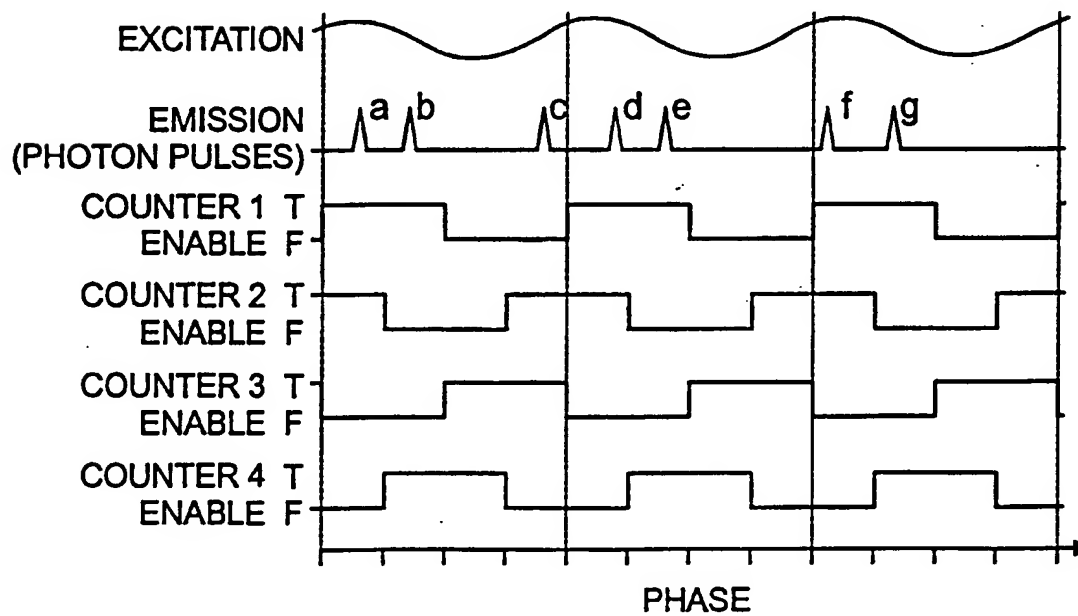 EXCITATION
EMISSION
(PHOTON PULSES)
a b c d e f g
COUNTER 1 T
ENABLE F
COUNTER 2 T
ENABLE F
COUNTER 3 T
ENABLE F
COUNTER 4 T
ENABLE F
PHASE